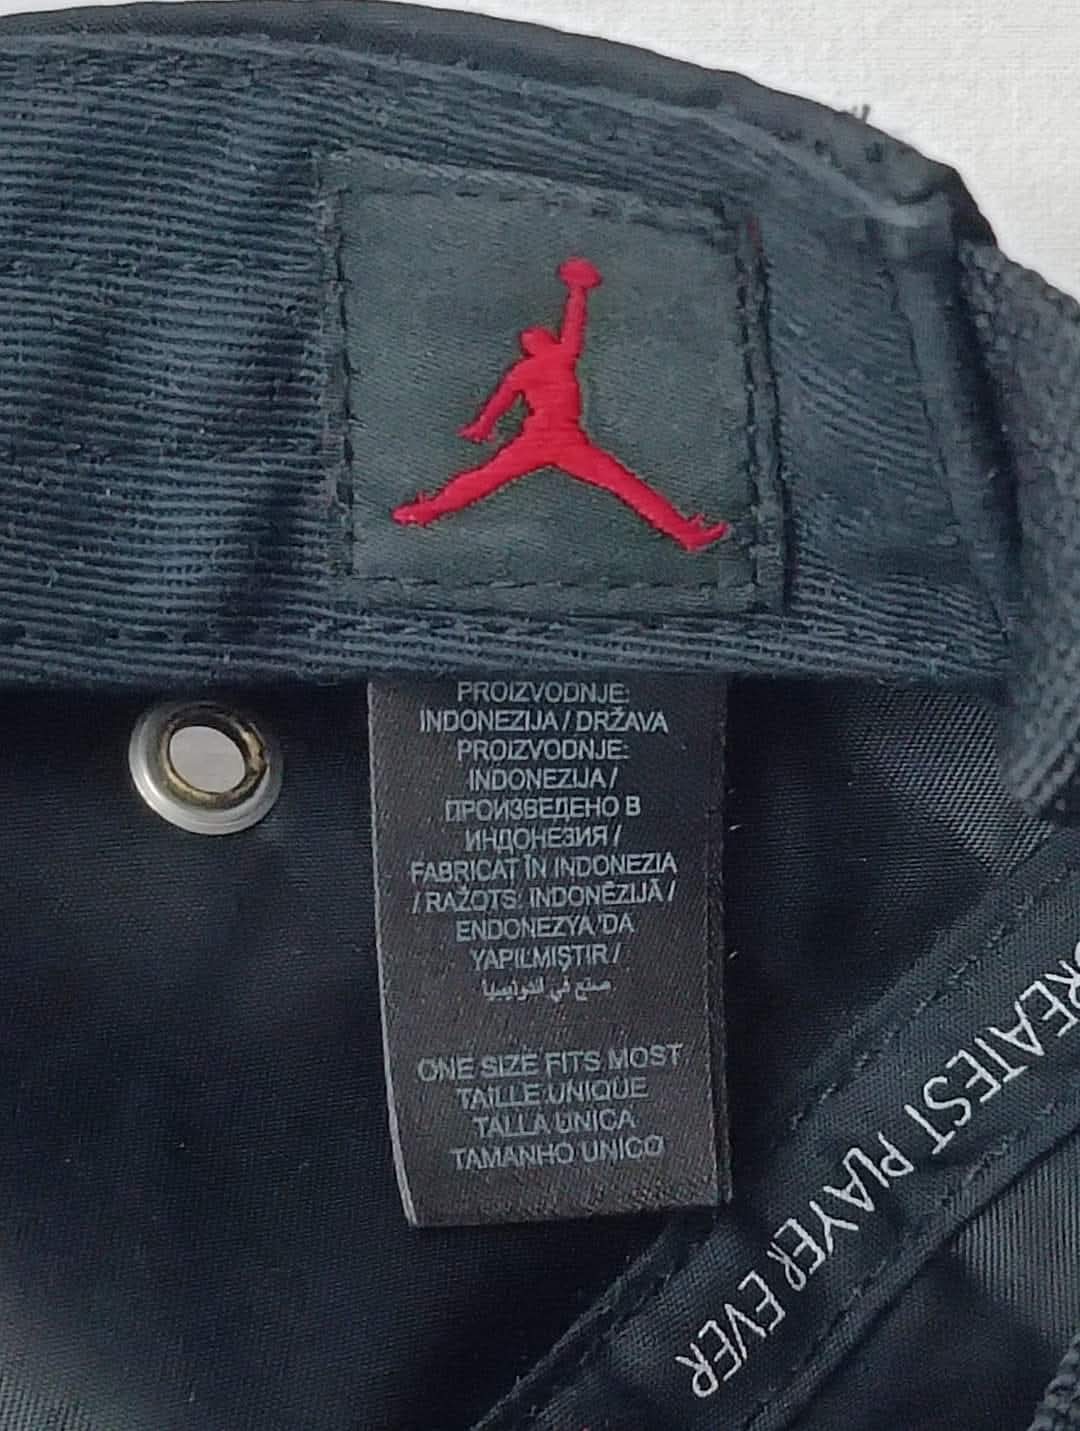 PROIZVODNJE:
INDONEZIJA / DRŽAVA
PROIZVODNJE:
INDONEZIJA /
ПРОИЗВЕДЕНО В
ИНДОНЕЗИЯ /
FABRICAT ÎN INDONEZIA
/ RAŽOTS: INDONĒZIJĀ /
ENDONEZYA'DA
YAPILMIŞTIR /
صنع في اندونيسيا
ONE SIZE FITS MOST
TAILLE UNIQUE
TALLA UNICA
TAMANHO UNICO
GREATEST PLAYER EVER